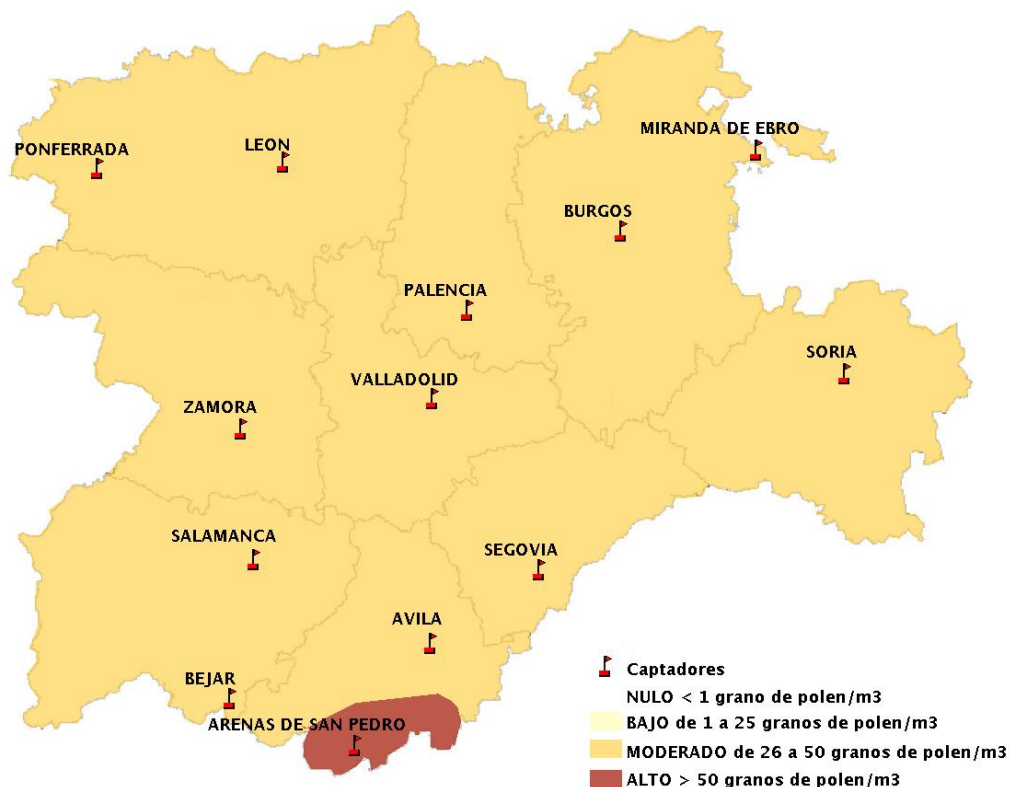 MIRANDA DE EBRO
PONFERRADA
LEON
BURGOS
PALENCIA
SORIA
VALLADOLID
ZAMORA
SALAMANCA
SEGOVIA
AVILA
BEJAR
ARENAS DE SAN PEDRO
Captadores
NULO < 1 grano de polen/m3
BAJO de 1 a 25 granos de polen/m3
MODERADO de 26 a 50 granos de polen/m3
ALTO > 50 granos de polen/m3